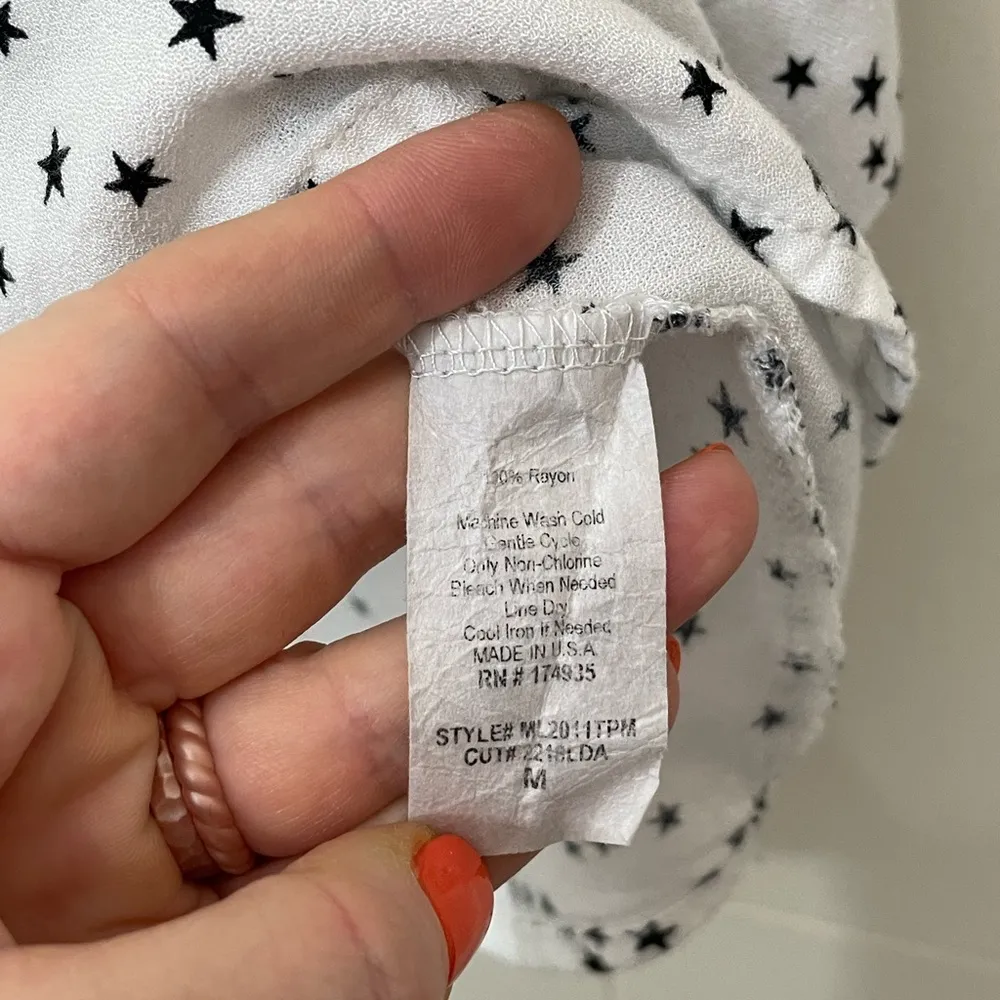 100% Rayon
Machine Wash Cold
Gentle Cycle
Only Non-Chlorine
Bleach When Needed
Line Dry
Cool Iron If Needed
MADE IN U.S.A
RN # 174935
STYLE# ML2011TPM
CUT#
M